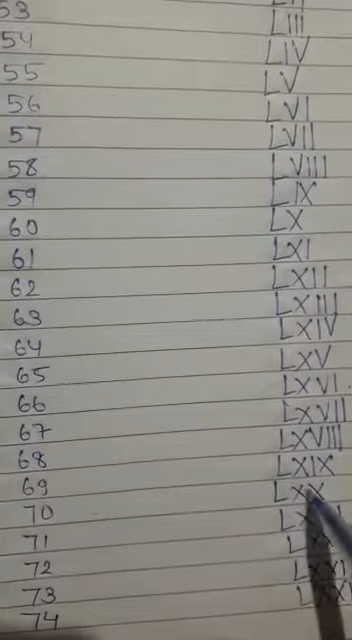 53 LIII
54 LIV
55 LV
56 LVI
57 LVII
58 LVIII
59 LIX
60 LX
61 LXI
62 LXII
63 LXIII
64 LXIV
65 LXV
66 LXVI
67 LXVII
68 LXVIII
69 LXIX
70 LXX
71
72
73
74